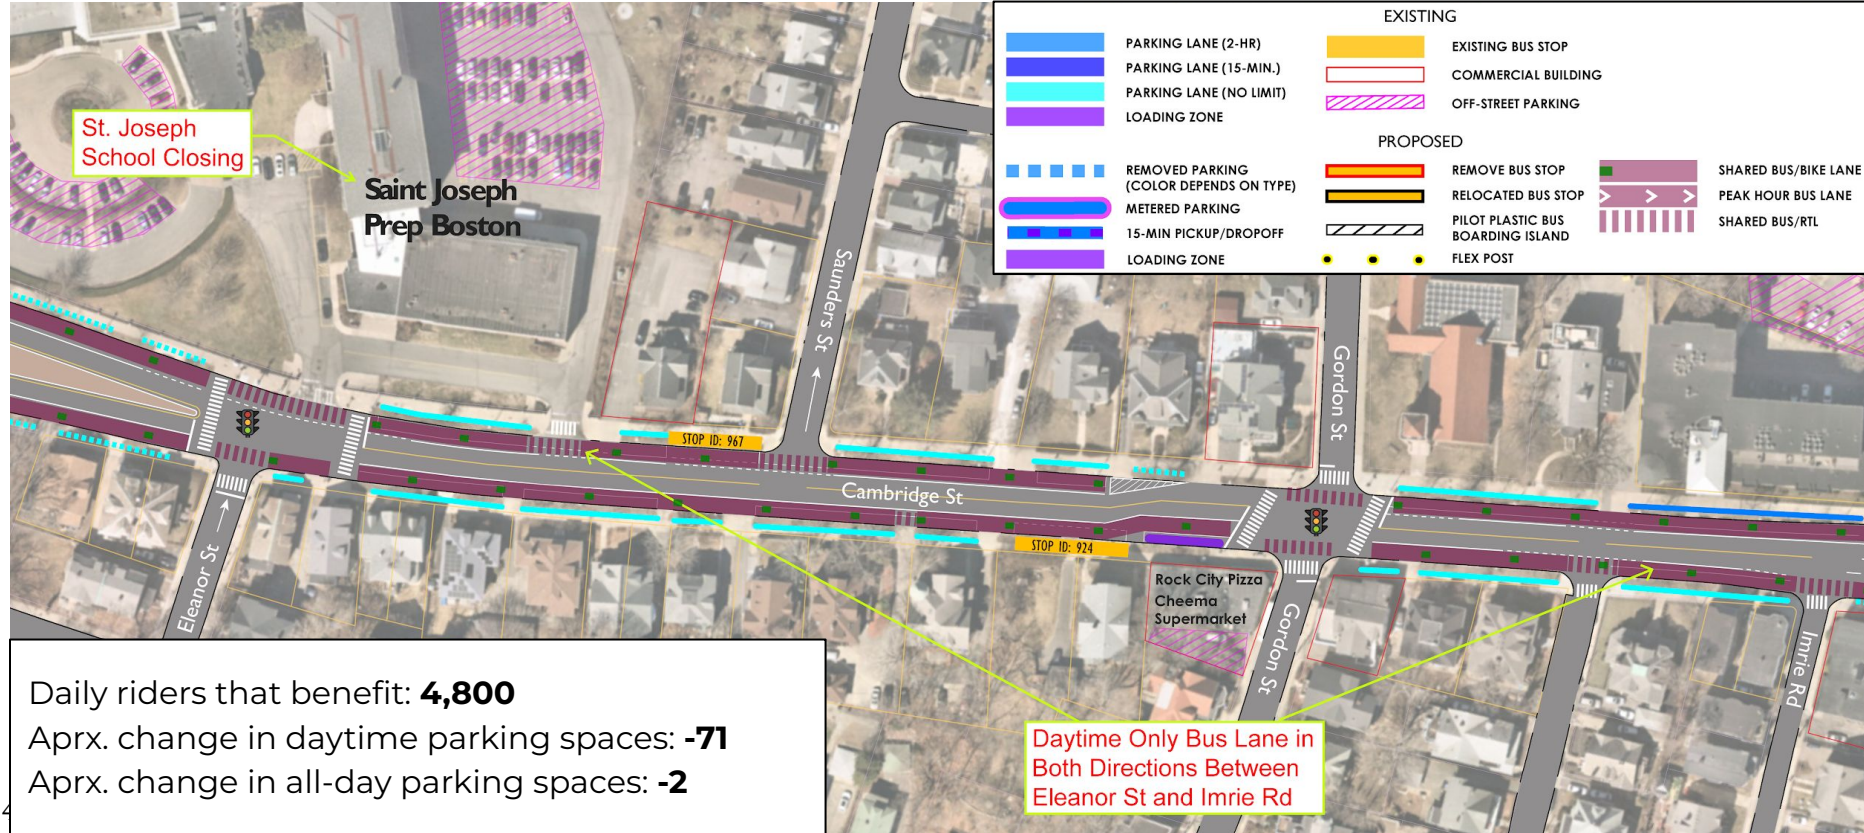 EXISTING
PARKING LANE (2-HR)
PARKING LANE (15-MIN.)
PARKING LANE (NO LIMIT)
LOADING ZONE
EXISTING BUS STOP
COMMERCIAL BUILDING
OFF-STREET PARKING
PROPOSED
REMOVED PARKING
(COLOR DEPENDS ON TYPE)
METERED PARKING
15-MIN PICKUP/DROPOFF
LOADING ZONE
REMOVE BUS STOP
RELOCATED BUS STOP
PILOT PLASTIC BUS
BOARDING ISLAND
FLEX POST
SHARED BUS/BIKE LANE
PEAK HOUR BUS LANE
SHARED BUS/RTL
St. Joseph
School Closing
Saint Joseph
Prep Boston
Saunders St
Gordon St
STOP ID: 967
Cambridge St
STOP ID: 924
Eleanor St
Rock City Pizza
Cheema
Supermarket
Gordon St
Imrie Rd
Daytime Only Bus Lane in
Both Directions Between
Eleanor St and Imrie Rd
Daily riders that benefit: 4,800
Aprx. change in daytime parking spaces: -71
Aprx. change in all-day parking spaces: -2